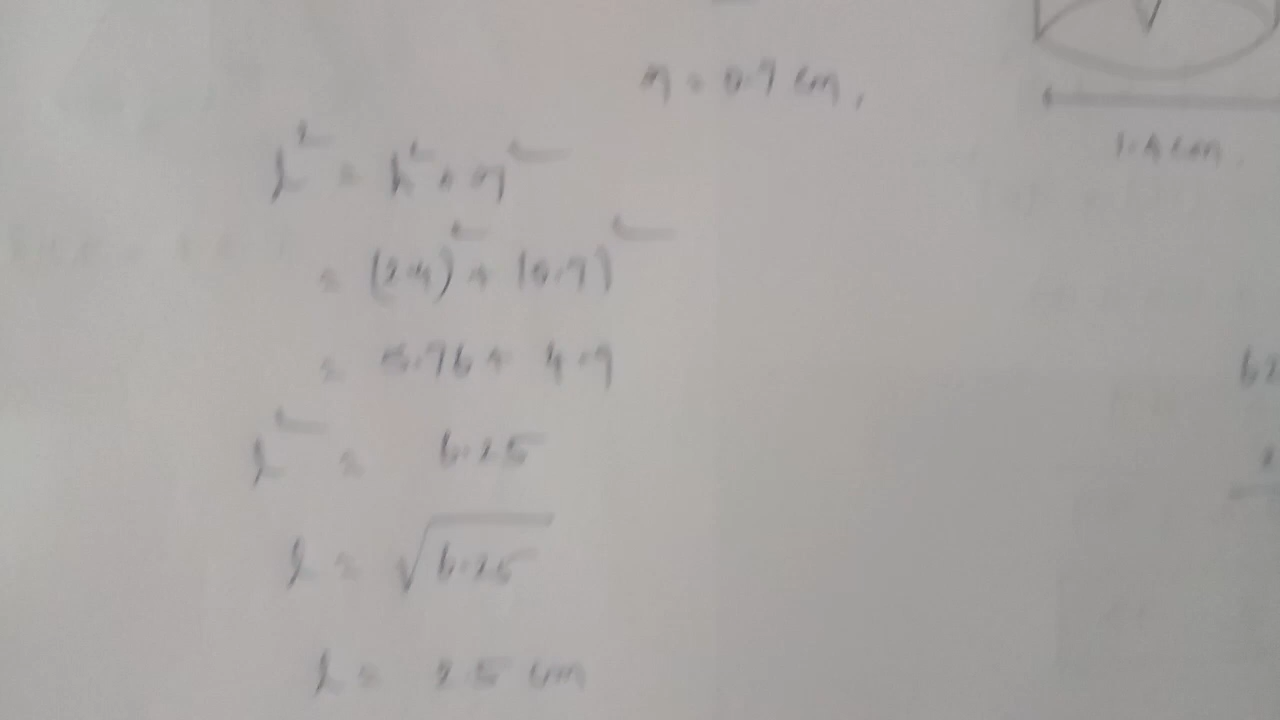 r = 0.7 cm,
1.4 cm.
l² = h² + r²
= (2.4)² + (0.7)²
= 5.76 + 4.9
l² = 6.25
l = √6.25
l = 2.5 cm